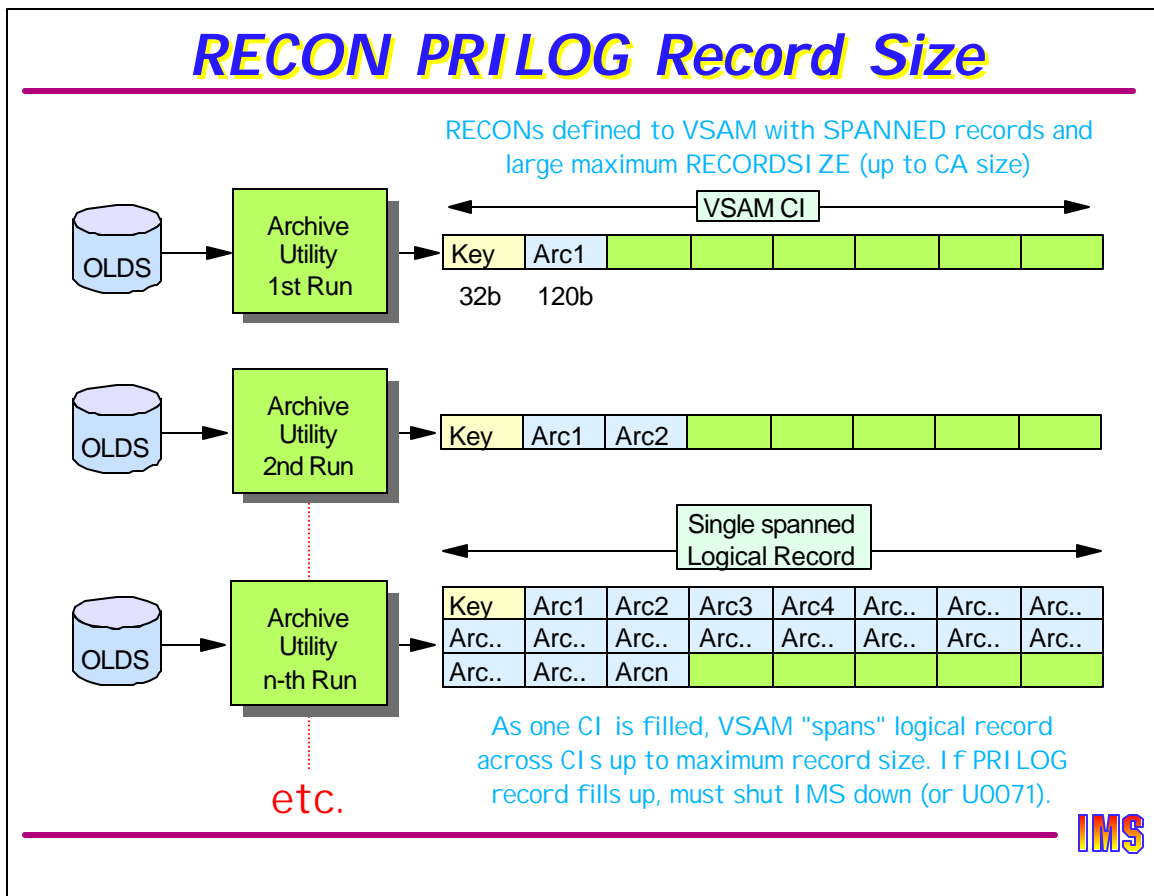 RECON PRILOG Record Size
RECONs defined to VSAM with SPANNED records and
large maximum RECORDSIZE (up to CA size)
VSAM CI
OLDS
Archive
Utility
1st Run
Key Arc1
32b 120b
OLDS
Archive
Utility
2nd Run
Key Arc1 Arc2
Single spanned
Logical Record
OLDS
Archive
Utility
n-th Run
Key Arc1 Arc2 Arc3 Arc4 Arc.. Arc.. Arc..
Arc.. Arc.. Arc.. Arc.. Arc.. Arc.. Arc.. Arc..
Arc.. Arc.. Arcn
As one CI is filled, VSAM "spans" logical record
across CIs up to maximum record size. If PRILOG
record fills up, must shut IMS down (or U0071).
etc.
IMS